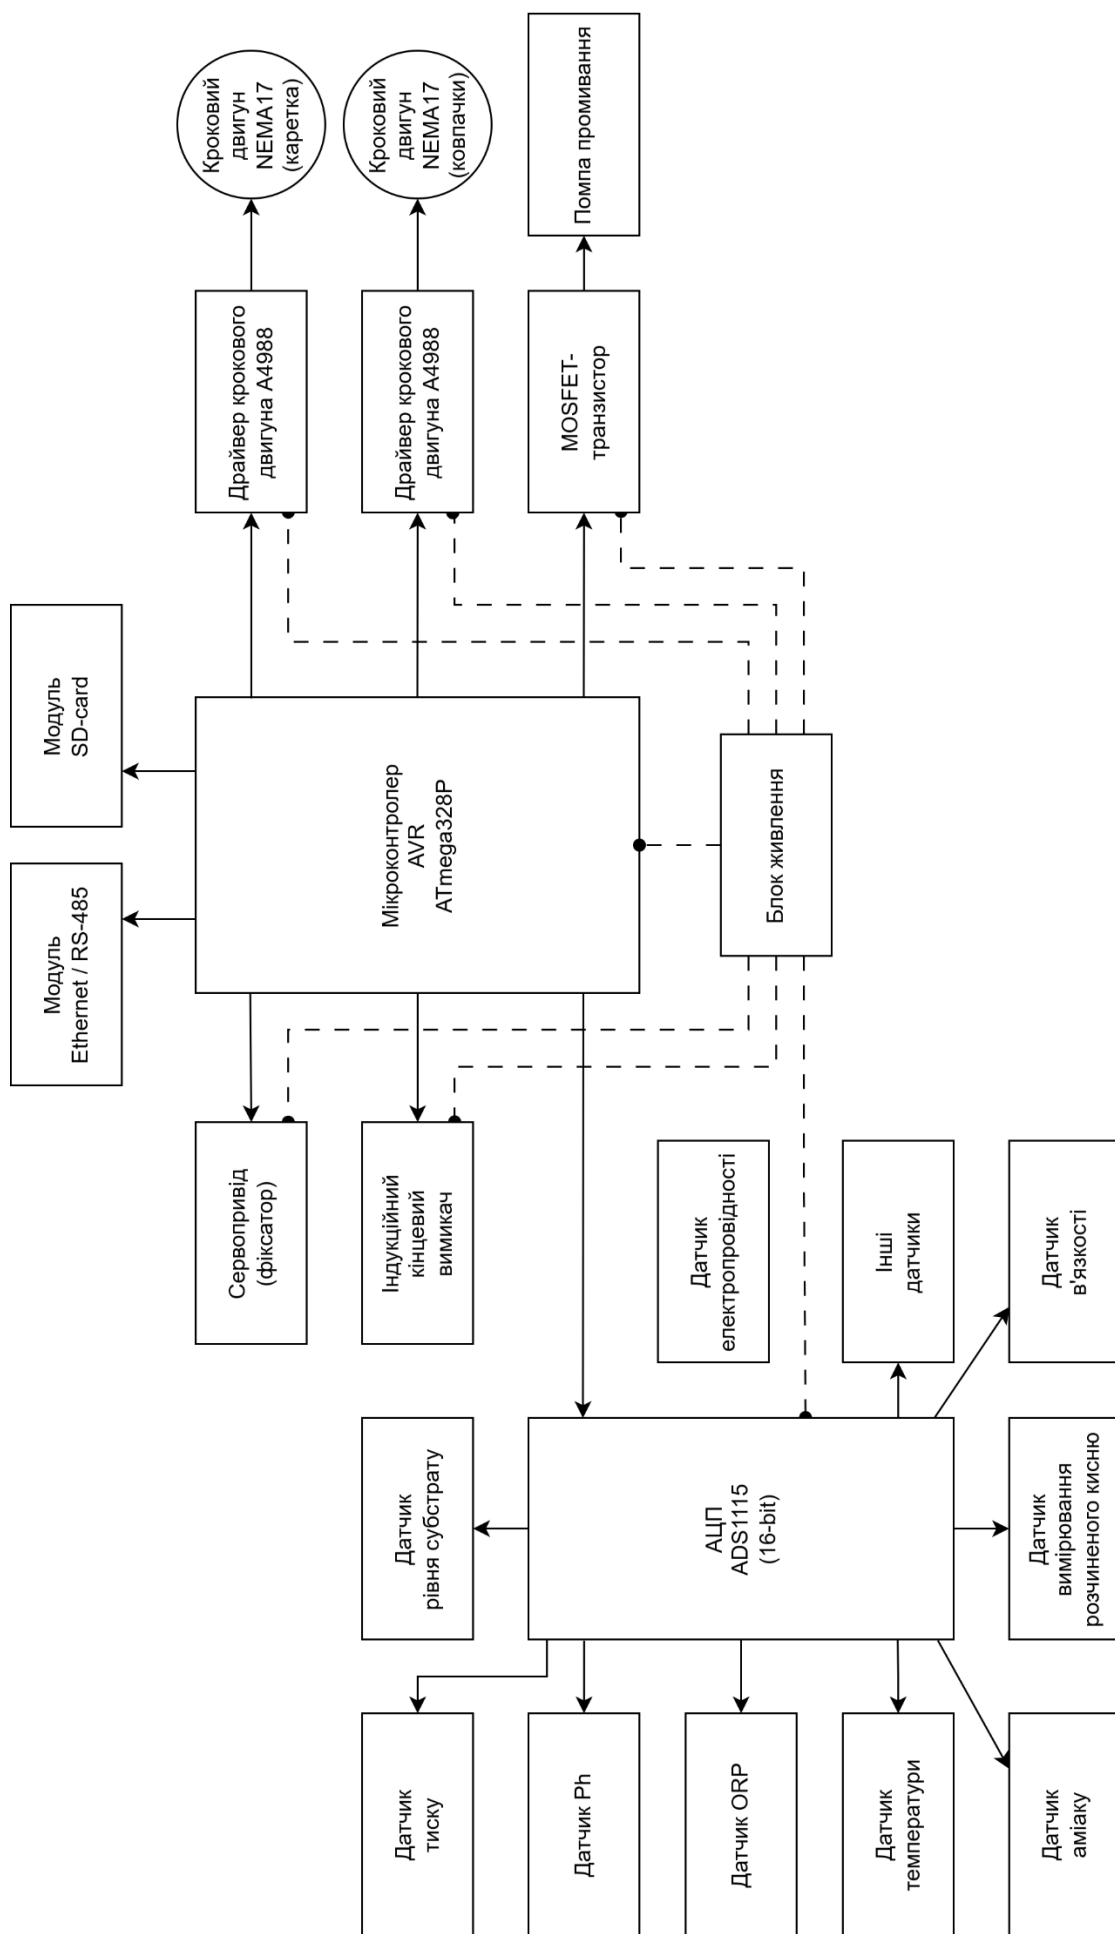 Датчик
тиску
Датчик Ph
Датчик ORP
Датчик
температури
Датчик
аміаку
Датчик
рівня субстрату
АЦП
ADS1115
(16-bit)
Датчик
вимірювання
розчиненого кисню
Сервопривід
(фіксатор)
Індукційний
кінцевий
вимикач
Датчик
електропровідності
Інші
датчики
Датчик
в'язкості
Модуль
Ethernet / RS-485
Модуль
SD-card
Мікроконтролер
AVR
ATmega328P
Блок живлення
Драйвер крокового
двигуна A4988
Драйвер крокового
двигуна A4988
MOSFET-
транзистор
Кроковий
двигун
NEMA17
(каретка)
Кроковий
двигун
NEMA17
(ковпачки)
Помпа промивання